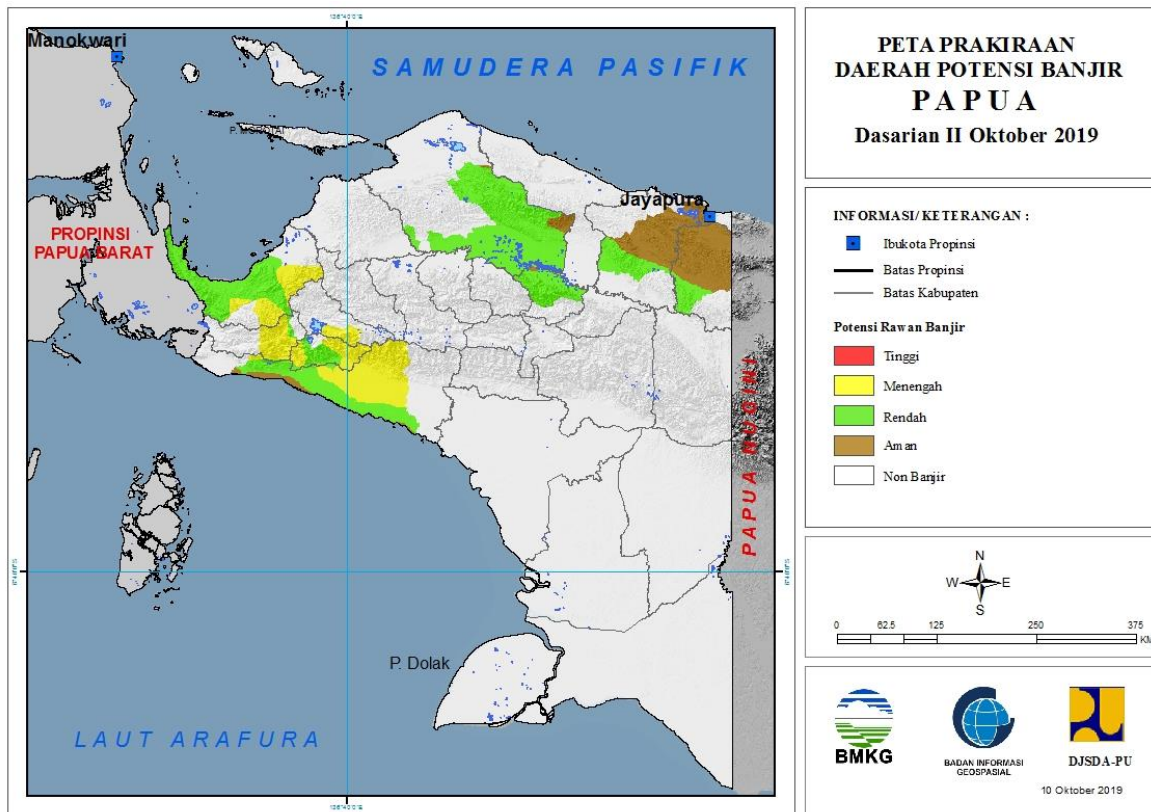 Manokwari
SAMUDERA PASIFIK
Jayapura
PROPINSI
PAPUA BARAT
PAPUA NUGINI
P. Dolak
LAUT ARAFURA
PETA PRAKIRAAN
DAERAH POTENSI BANJIR
PAPUA
Dasarian II Oktober 2019
INFORMASI/ KETERANGAN :
Ibukota Propinsi
Batas Propinsi
Batas Kabupaten
Potensi Rawan Banjir
Tinggi
Menengah
Rendah
Aman
Non Banjir
N
W E
S
0 62.5 125 250 375
KM
BMKG
BADAN INFORMASI
GEOSPASIAL
DJSDA-PU
10 Oktober 2019